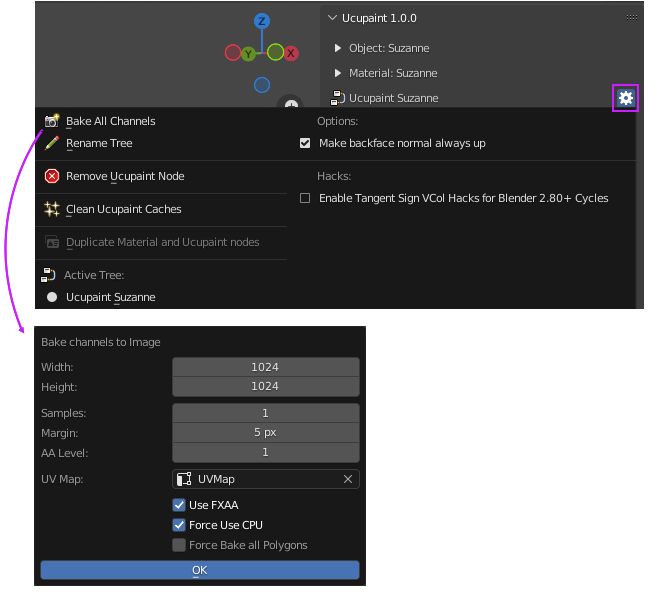 Ucupaint 1.0.0
Z
Y
X
Object: Suzanne
Material: Suzanne
Ucupaint Suzanne
Bake All Channels
Rename Tree
Remove Ucupaint Node
Clean Ucupaint Caches
Duplicate Material and Ucupaint nodes
Active Tree:
Ucupaint Suzanne
Options:
Make backface normal always up
Hacks:
Enable Tangent Sign VCol Hacks for Blender 2.80+ Cycles
Bake channels to Image
Width: 1024
Height: 1024
Samples: 1
Margin: 5 px
AA Level: 1
UV Map: UVMap
Use FXAA
Force Use CPU
Force Bake all Polygons
OK